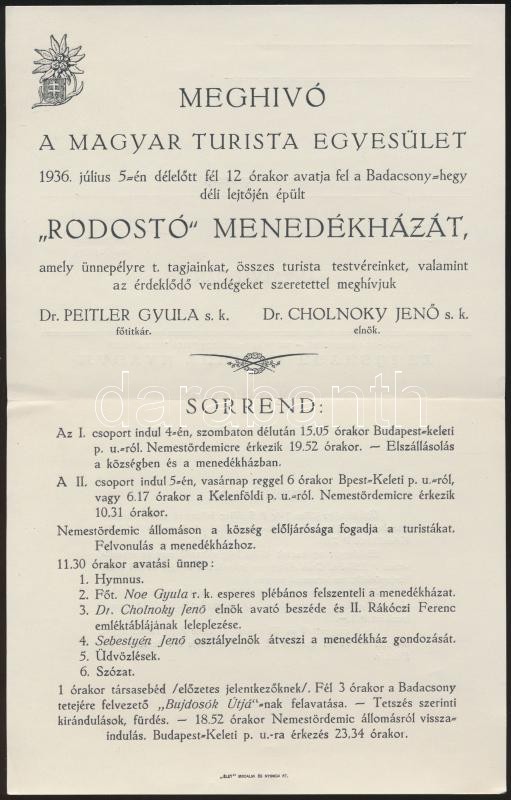 MEGHIVÓ
A MAGYAR TURISTA EGYESÜLET
1936. július 5-én délelőtt fél 12 órakor avatja fel a Badacsony-hegy
déli lejtőjén épült
„RODOSTÓ" MENEDÉKHÁZÁT,
amely ünnepélyre t. tagjainkat, összes turista testvéreinket, valamint
az érdeklődő vendégeket szeretettel meghívjuk
Dr. PEITLER GYULA s. k. Dr. CHOLNOKY JENŐ s. k.
főtitkár. elnök.
darabanth
SORREND:
Az I. csoport indul 4-én, szombaton délután 15.05 órakor Budapest-keleti
p. u.-ról. Nemestördemicre érkezik 19.52 órakor. — Elszállásolás
a községben és a menedékházban.
A II. csoport indul 5-én, vasárnap reggel 6 órakor Bpest-Keleti p. u.-ról,
vagy 6.17 órakor a Kelenföldi p. u.-ról. Nemestördemicre érkezik
10.31 órakor.
Nemestördemic állomáson a község előljárósága fogadja a turistákat.
Felvonulás a menedékházhoz.
11.30 órakor avatási ünnep:
1. Hymnus.
2. Főt. Noe Gyula r. k. esperes plébános felszenteli a menedékházat.
3. Dr. Cholnoky Jenő elnök avató beszéde és II. Rákóczi Ferenc
emléktáblájának leleplezése.
4. Sebestyén Jenő osztályelnök átveszi a menedékház gondozását.
5. Üdvözlések.
6. Szózat.
1 órakor társasebéd /előzetes jelentkezőknek/. Fél 3 órakor a Badacsony
tetejére felvezető „Bujdosók Útjá"-nak felavatása. — Tetszés szerinti
kirándulások, fürdés. — 18.52 órakor Nemestördemic állomásról vissza-
indulás. Budapest-Keleti p. u.-ra érkezés 23,34 órakor.
„ÉLET" IRODALMI ÉS NYOMDA RT.